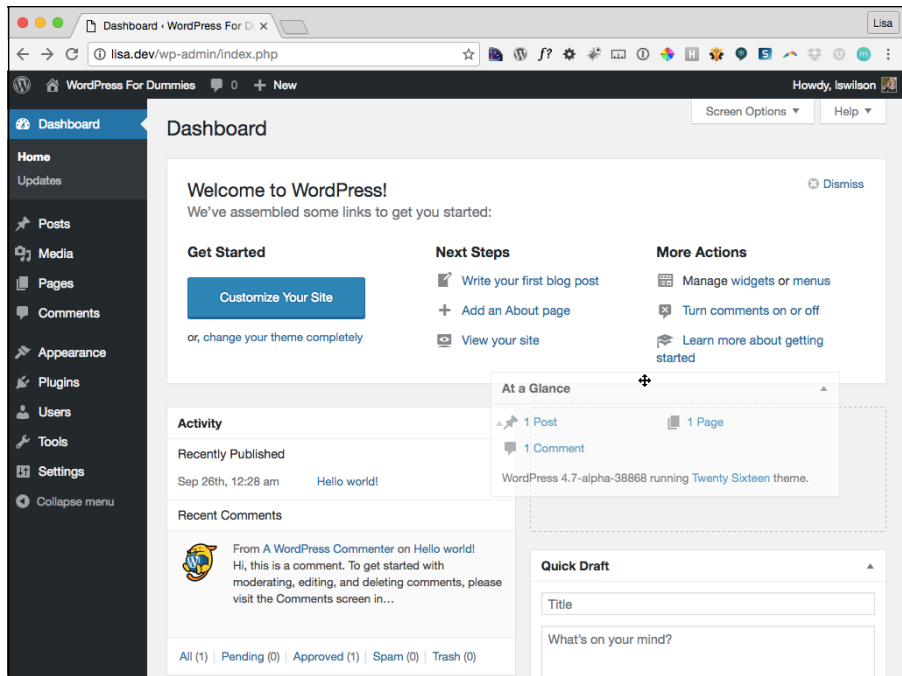 Dashboard ‹ WordPress For Du
Lisa
lisa.dev/wp-admin/index.php
f?
H
S
m
WordPress For Dummies 0 + New
Howdy, lswilson
Dashboard
Home
Updates
Posts
Media
Pages
Comments
Appearance
Plugins
Users
Tools
Settings
Collapse menu
Dashboard
Screen Options ▼
Help ▼
Welcome to WordPress!
Dismiss
We've assembled some links to get you started:
Get Started
Customize Your Site
or, change your theme completely
Next Steps
Write your first blog post
Add an About page
View your site
More Actions
Manage widgets or menus
Turn comments on or off
Learn more about getting
started
At a Glance
1 Post
1 Page
1 Comment
WordPress 4.7-alpha-38868 running Twenty Sixteen theme.
Activity
Recently Published
Sep 26th, 12:28 am Hello world!
Recent Comments
From A WordPress Commenter on Hello world!
Hi, this is a comment. To get started with
moderating, editing, and deleting comments, please
visit the Comments screen in…
All (1) | Pending (0) | Approved (1) | Spam (0) | Trash (0)
Quick Draft
Title
What's on your mind?